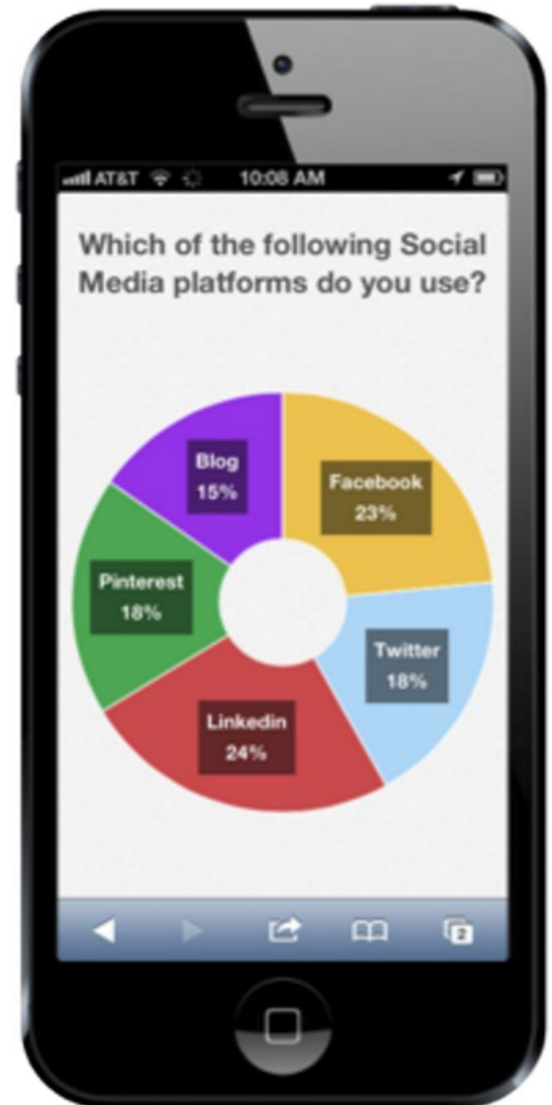 AT&T 10:08 AM
Which of the following Social
Media platforms do you use?
Blog
15%
Facebook
23%
Pinterest
18%
Twitter
18%
Linkedin
24%
2